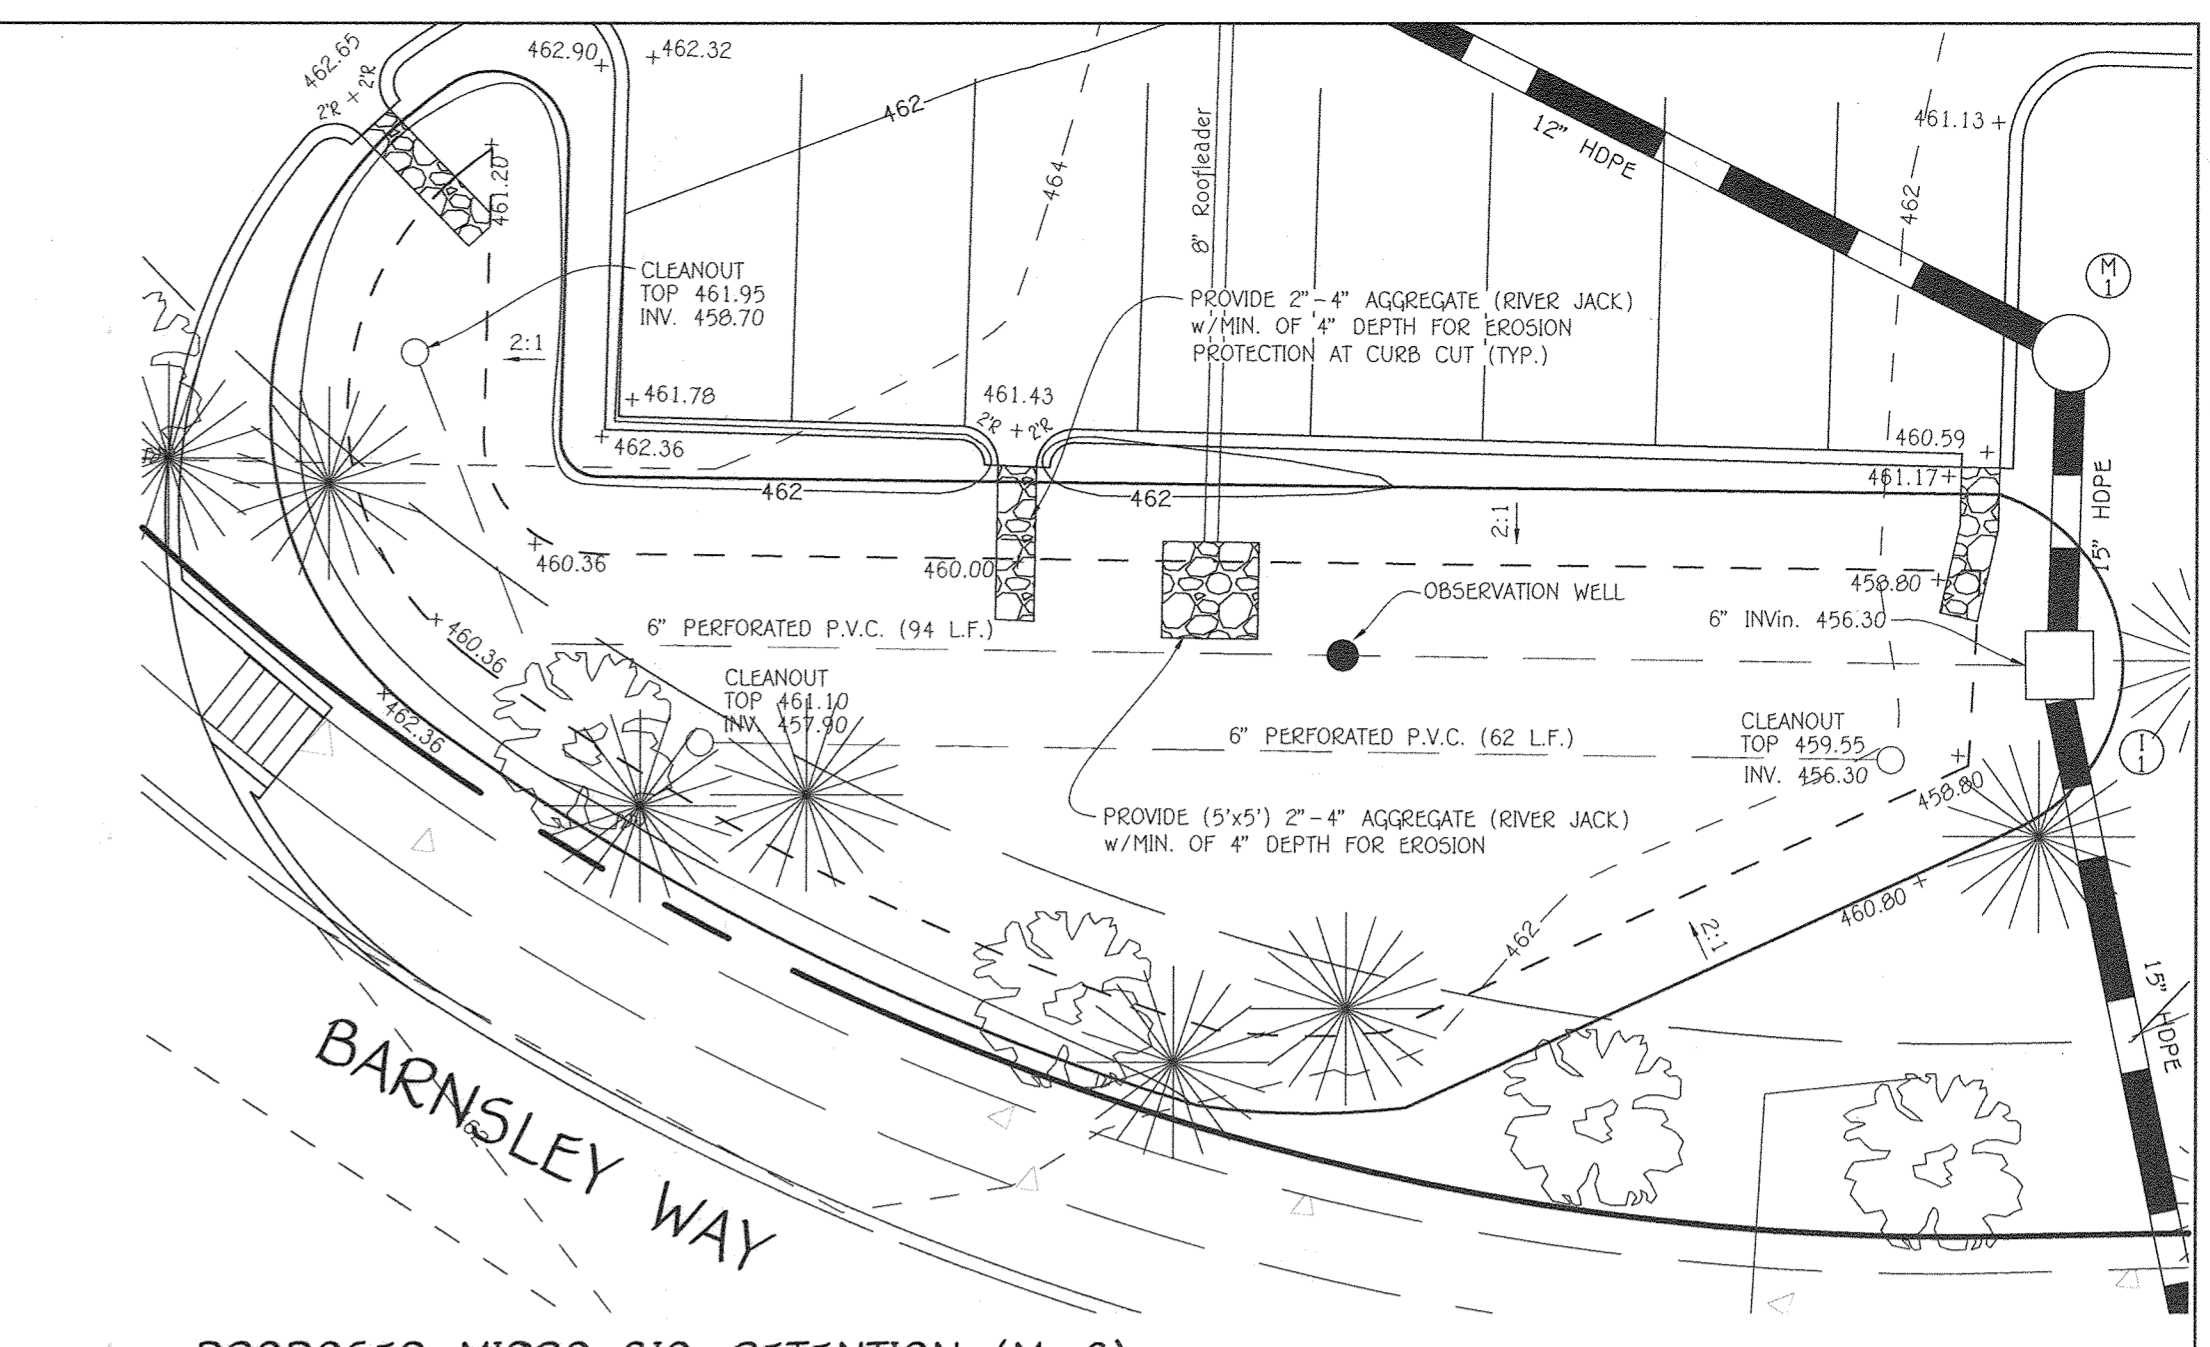 462.65
2'R + 2'R
462.90
462.32
462
464
8" Roofleader
12" HDPE
461.13
462
M
1
461.20
CLEANOUT
TOP 461.95
INV. 458.70
2:1
PROVIDE 2"-4" AGGREGATE (RIVER JACK)
w/MIN. OF 4" DEPTH FOR EROSION
PROTECTION AT CURB CUT (TYP.)
461.78
461.43
2'R + 2'R
462.36
460.59
461.17
462
462
2:1
15" HDPE
460.36
460.00
458.80
OBSERVATION WELL
6" INVin. 456.30
6" PERFORATED P.V.C. (94 L.F.)
460.36
462.36
CLEANOUT
TOP 461.10
INV. 457.90
6" PERFORATED P.V.C. (62 L.F.)
CLEANOUT
TOP 459.55
INV. 456.30
I
1
458.80
PROVIDE (5'x5') 2"-4" AGGREGATE (RIVER JACK)
w/MIN. OF 4" DEPTH FOR EROSION
462
2:1
460.80
15" HDPE
BARNSLEY WAY
PROPOSED MICRO BIO-RETENTION (M-6)